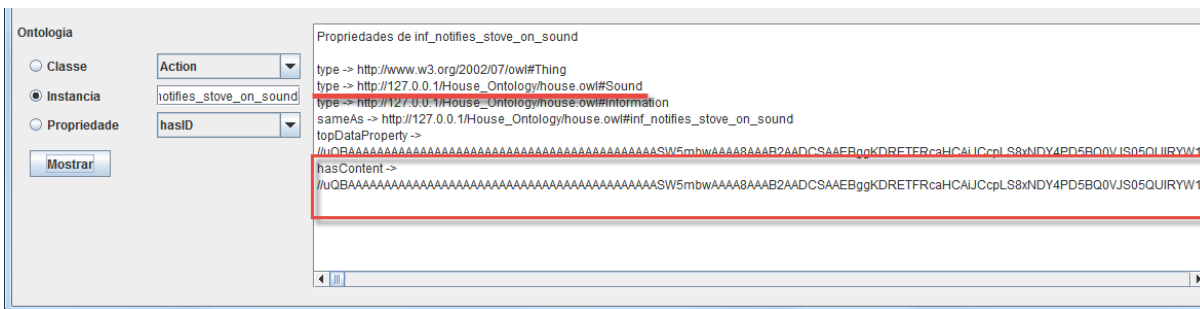 Ontologia
Classe
Action
Instancia
notifies_stove_on_sound
Propriedade
hasID
Mostrar
Propriedades de inf_notifies_stove_on_sound
type -> http://www.w3.org/2002/07/owl#Thing
type -> http://127.0.0.1/House_Ontology/house.owl#Sound
type -> http://127.0.0.1/House_Ontology/house.owl#Information
sameAs -> http://127.0.0.1/House_Ontology/house.owl#inf_notifies_stove_on_sound
topDataProperty ->
hasContent ->